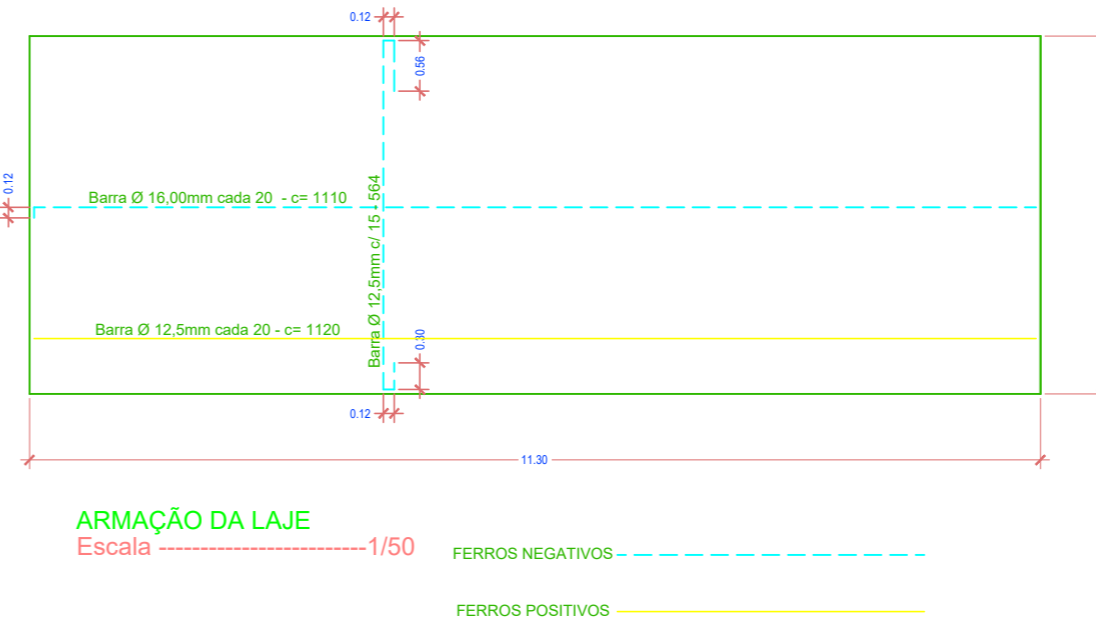 0.12
0.56
0.12
Barra Ø 16,00mm cada 20 - c= 1110
Barra Ø 12,5mm c/ 15 - 564
Barra Ø 12,5mm cada 20 - c= 1120
0.30
0.12
11.30
ARMAÇÃO DA LAJE
Escala -------------------------1/50
FERROS NEGATIVOS
FERROS POSITIVOS